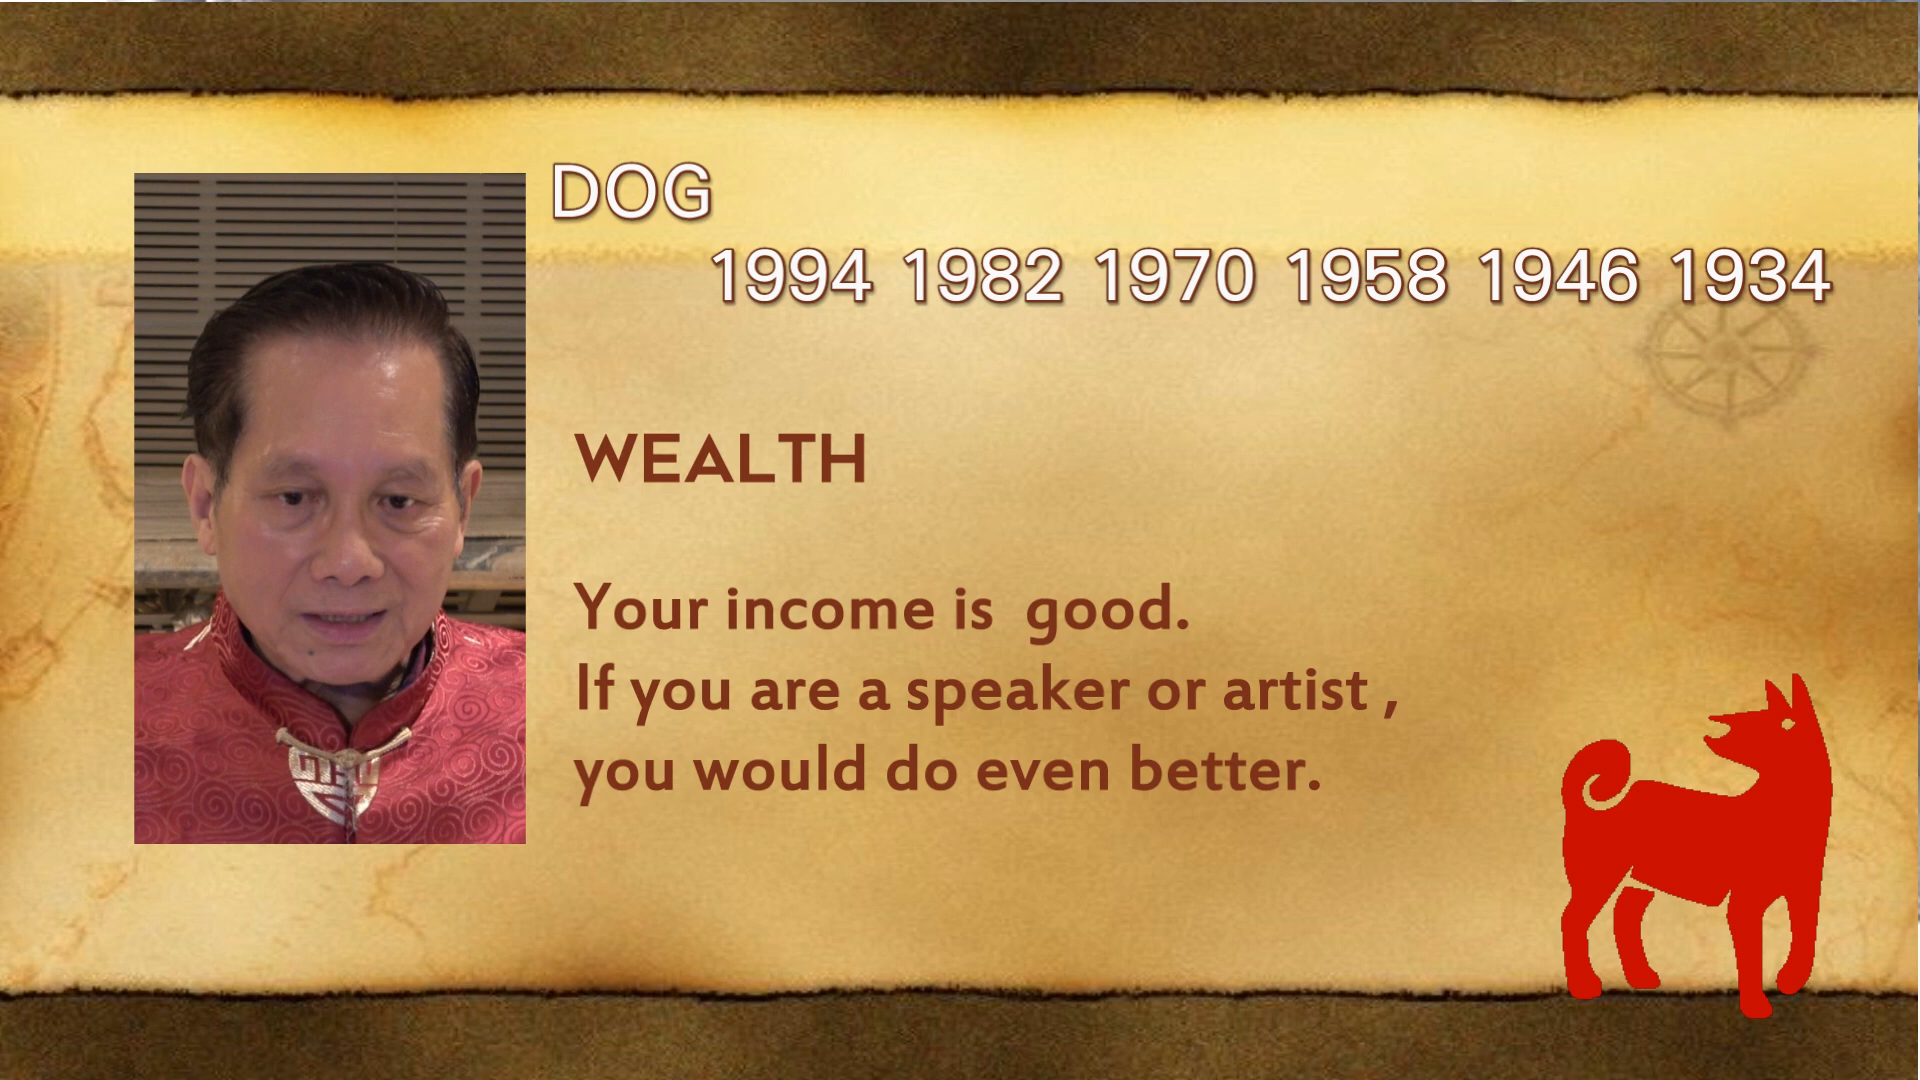 DOG
1994 1982 1970 1958 1946 1934
WEALTH
Your income is  good.
If you are a speaker or artist ,
you would do even better.